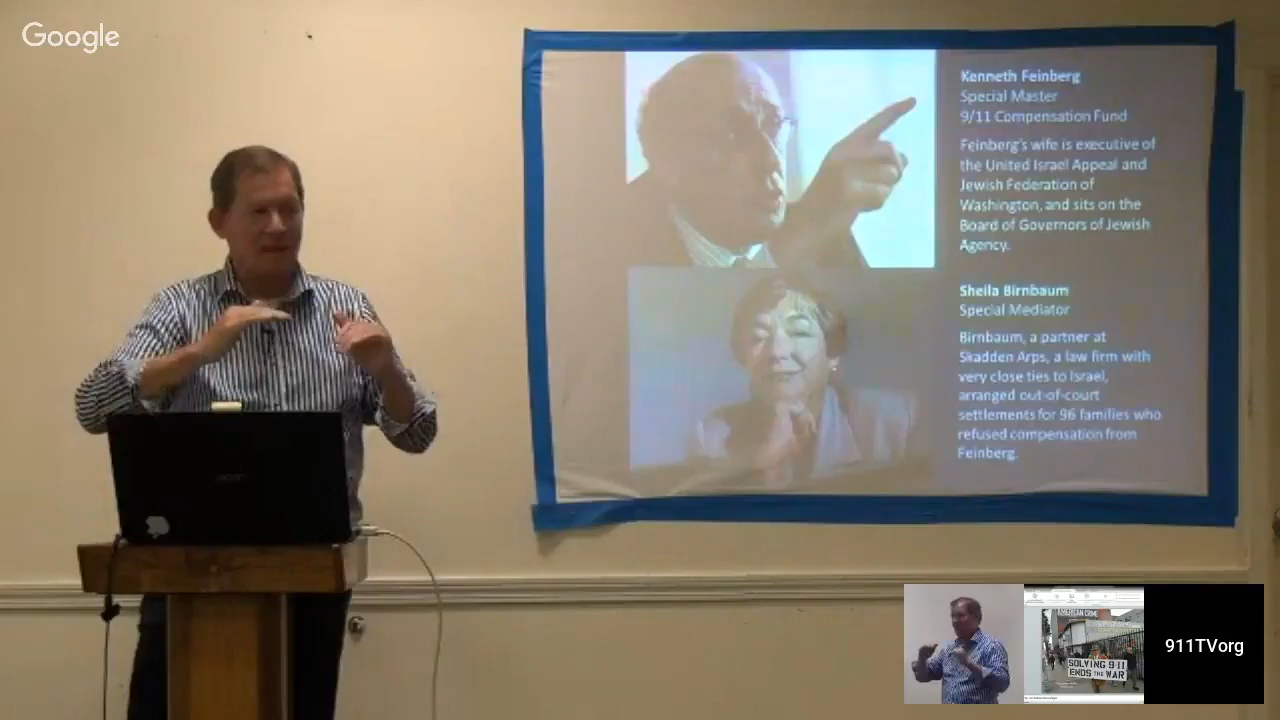 Google
Kenneth Feinberg
Special Master
9/11 Compensation Fund
Feinberg's wife is executive of
the United Israel Appeal and
Jewish Federation of
Washington, and sits on the
Board of Governors of Jewish
Agency.
Sheila Birnbaum
Special Mediator
Birnbaum, a partner at
Skadden Arps, a law firm with
very close ties to Israel,
arranged out-of-court
settlements for 96 families who
refused compensation from
Feinberg.
acer
AMERICAN CRIME
SOLVING 9-11
ENDS THE WAR
911TVorg